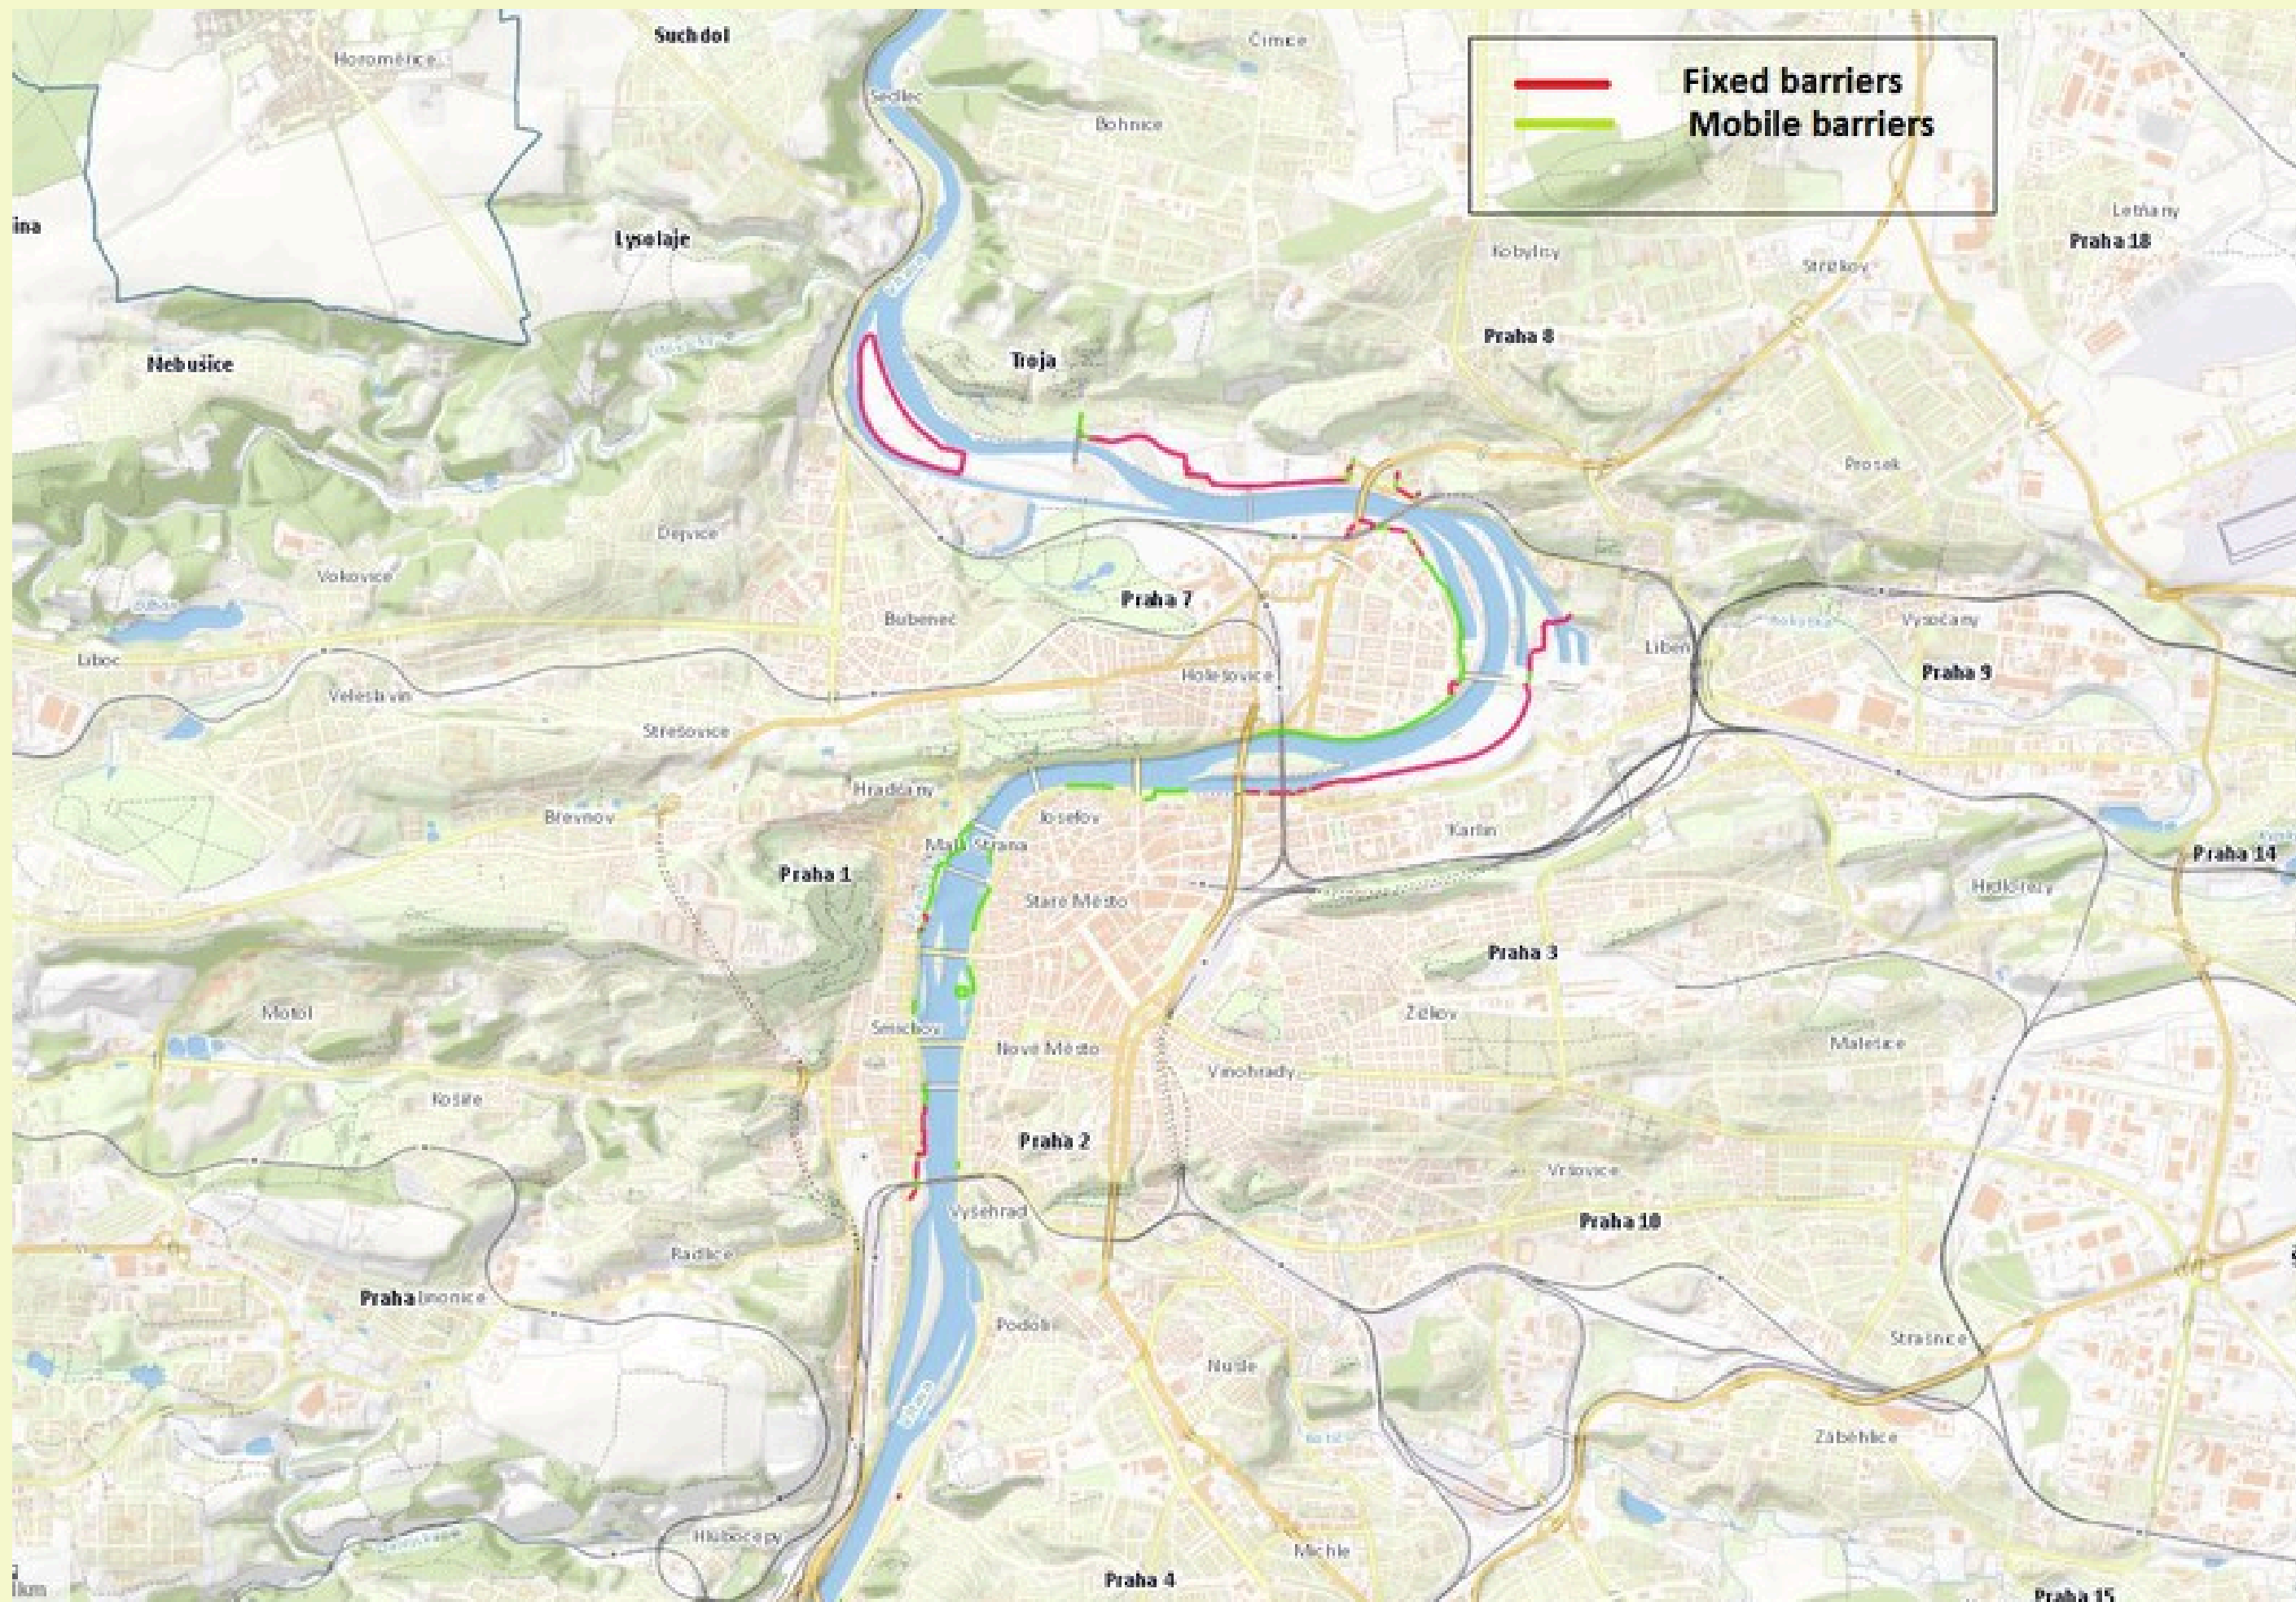 Suchdol
Čimice
Horoměřice
Fixed barriers
Mobile barriers
Sedlec
Bohnice
Letňany
Praha 18
ina
Lysolaje
Kobylisy
Střížkov
Praha 8
Nebušice
Troja
Prosek
Dejvice
Vokovice
Praha 7
Bubeneč
Vysočany
Liboc
Libeň
Praha 9
Veleslavín
Holešovice
Střešovice
Hradčany
Břevnov
Josefov
Karlín
Malá Strana
Praha 14
Praha 1
Hrdlořezy
Staré Město
Praha 3
Motol
Žižkov
Smíchov
Nové Město
Malešice
Vinohrady
Košíře
Praha 2
Vršovice
Vyšehrad
Praha 10
Radlice
Praha Jinonice
Podolí
Strašnice
Nusle
Záběhlice
Hlubočepy
Michle
Praha 4
1km
Praha 15